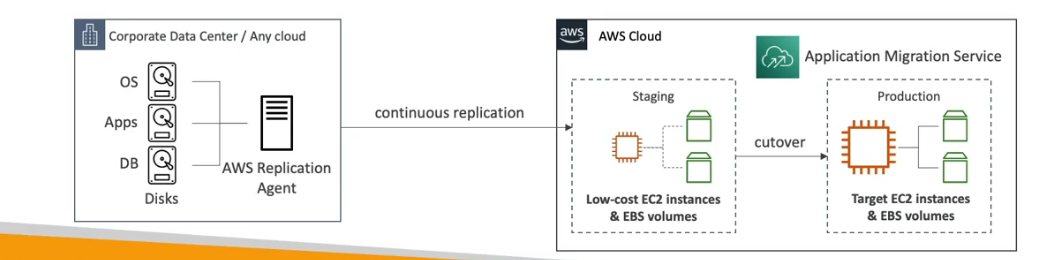 Corporate Data Center / Any cloud
OS
Apps
DB
Disks
AWS Replication
Agent
continuous replication
aws
AWS Cloud
Application Migration Service
Staging
Low-cost EC2 instances
& EBS volumes
cutover
Production
Target EC2 instances
& EBS volumes